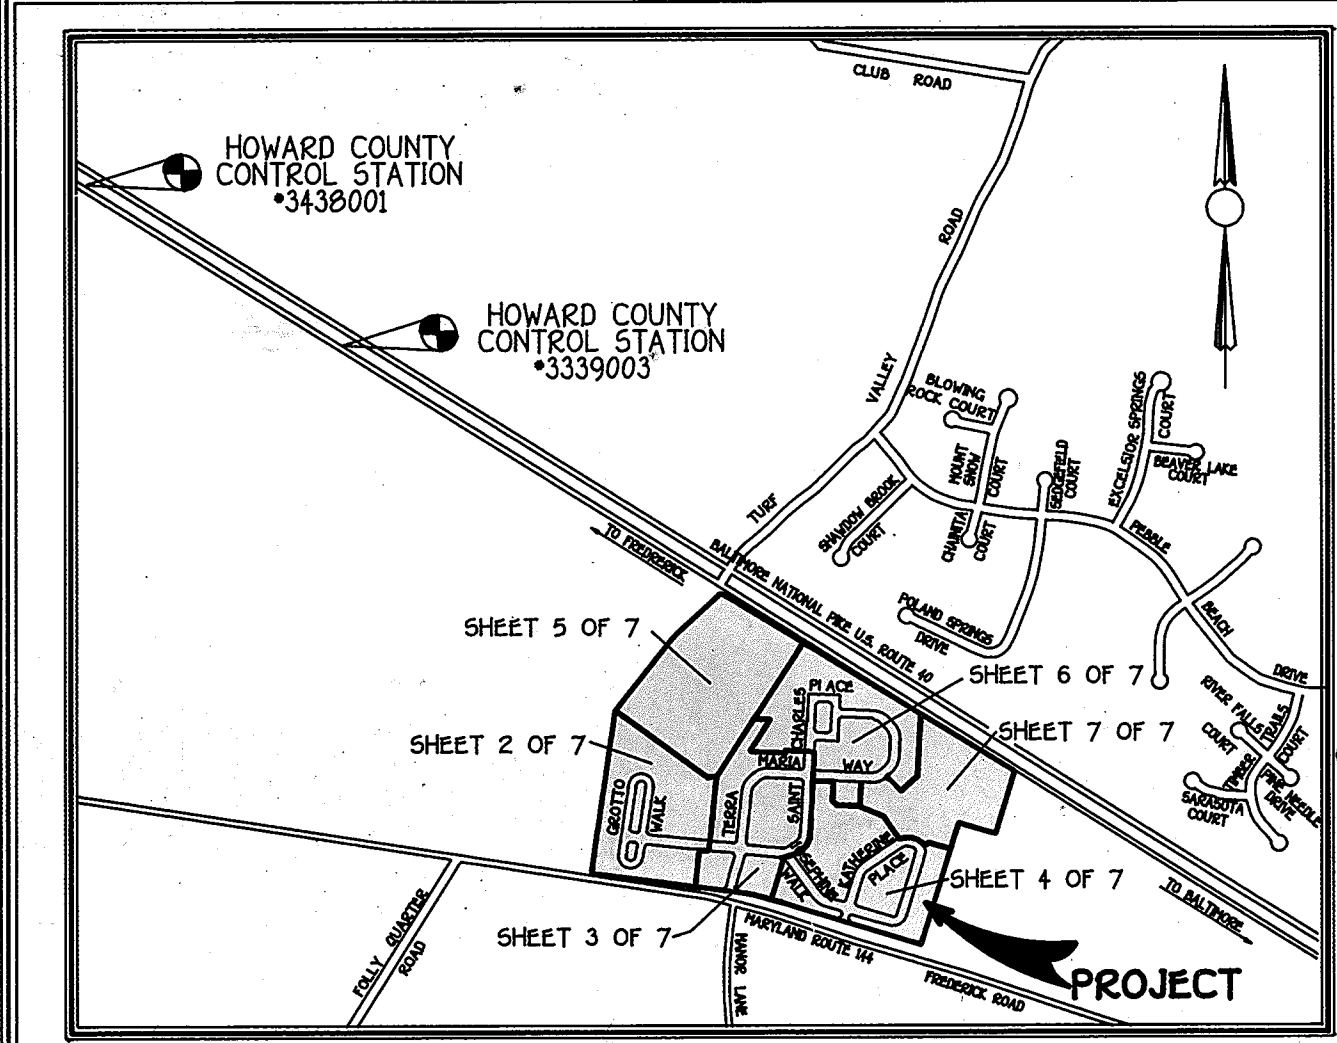 CLUB ROAD
HOWARD COUNTY
CONTROL STATION
*3438001
ROAD
HOWARD COUNTY
CONTROL STATION
*3339003
VALLEY
BLOWING
ROCK COURT
EXCELSIOR SPRINGS
COURT
MOUNT
SNOW
COURT
SEDGEFIELD
COURT
BEAVER LAKE
COURT
TURF
SHAWDOW BROOK
COURT
CHAINITA
COURT
PEBBLE
BEACH
DRIVE
TO FREDRERICK
BALTIMORE NATIONAL PIKE U.S. ROUTE 40
POLAND SPRINGS
DRIVE
SHEET 5 OF 7
SHEET 6 OF 7
RIVER FALLS
COURT
TRAILS
COURT
TIMBER
PLACE
CHARLES
SHEET 7 OF 7
SHEET 2 OF 7
MARIA
WAY
PINE NEEDLE
DRIVE
SARASOTA
COURT
GROTTO
WALK
TERRA
SAINT
JOSEPHINE
WALK
KATHERINE
PLACE
SHEET 4 OF 7
TO BALTIMORE
SHEET 3 OF 7
FOLLY QUARTER
ROAD
MANOR LANE
MARYLAND ROUTE 144
FREDERICK ROAD
PROJECT